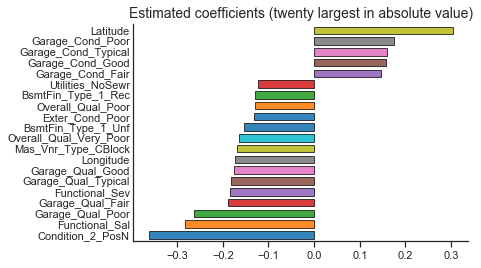 Estimated coefficients (twenty largest in absolute value)
Latitude
Garage_Cond_Poor
Garage_Cond_Typical
Garage_Cond_Good
Garage_Cond_Fair
Utilities_NoSewr
BsmtFin_Type_1_Rec
Overall_Qual_Poor
Exter_Cond_Poor
BsmtFin_Type_1_Unf
Overall_Qual_Very_Poor
Mas_Vnr_Type_CBlock
Longitude
Garage_Qual_Good
Garage_Qual_Typical
Functional_Sev
Garage_Qual_Fair
Garage_Qual_Poor
Functional_Sal
Condition_2_PosN
−0.3 −0.2 −0.1 0.0 0.1 0.2 0.3